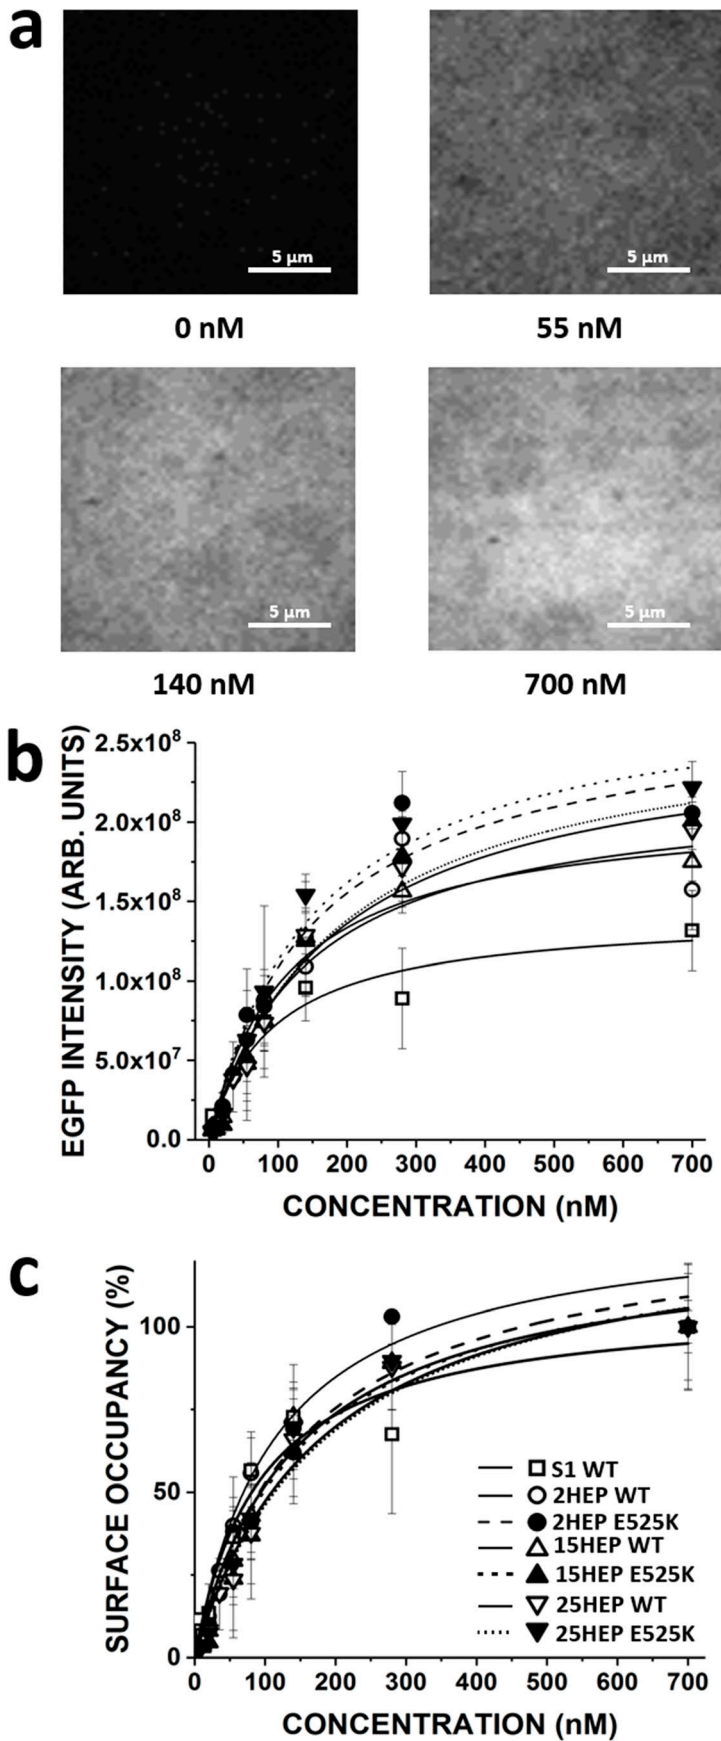 a
5 µm
5 µm
0 nM
55 nM
5 µm
5 µm
140 nM
700 nM
b
EGFP INTENSITY (ARB. UNITS)
2.5x10⁸
2.0x10⁸
1.5x10⁸
1.0x10⁸
5.0x10⁷
0.0
0 100 200 300 400 500 600 700
CONCENTRATION (nM)
c
SURFACE OCCUPANCY (%)
100
50
0
S1 WT
2HEP WT
2HEP E525K
15HEP WT
15HEP E525K
25HEP WT
25HEP E525K
0 100 200 300 400 500 600 700
CONCENTRATION (nM)